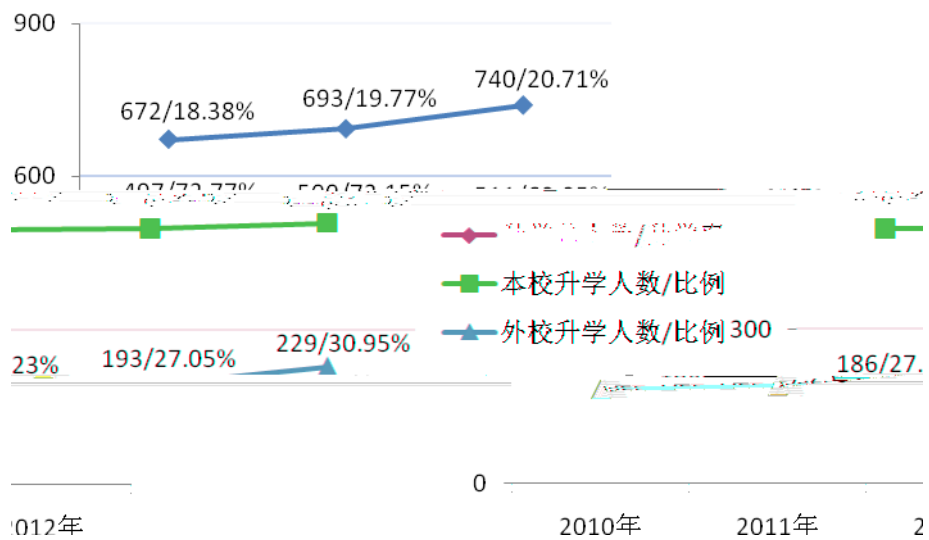 900
740/20.71%
693/19.77%
672/18.38%
600
本校升学人数/比例
外校升学人数/比例
300
229/30.95%
193/27.05%
23%
186/27.
0
2010年
2011年
2
2012年